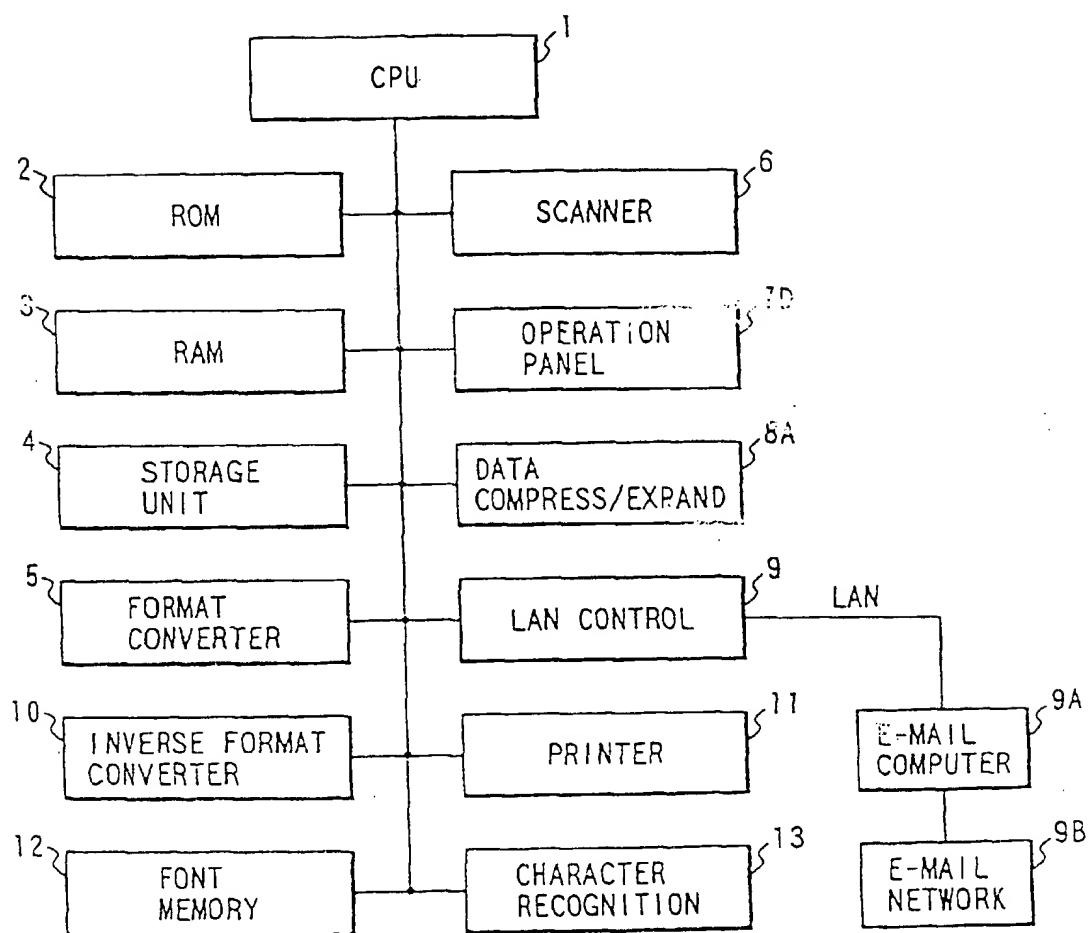 1
CPU
2
ROM
6
SCANNER
3
RAM
7D
OPERATION
PANEL
4
STORAGE
UNIT
8A
DATA
COMPRESS/EXPAND
5
FORMAT
CONVERTER
9
LAN CONTROL
LAN
10
INVERSE FORMAT
CONVERTER
11
PRINTER
9A
E-MAIL
COMPUTER
12
FONT
MEMORY
13
CHARACTER
RECOGNITION
9B
E-MAIL
NETWORK